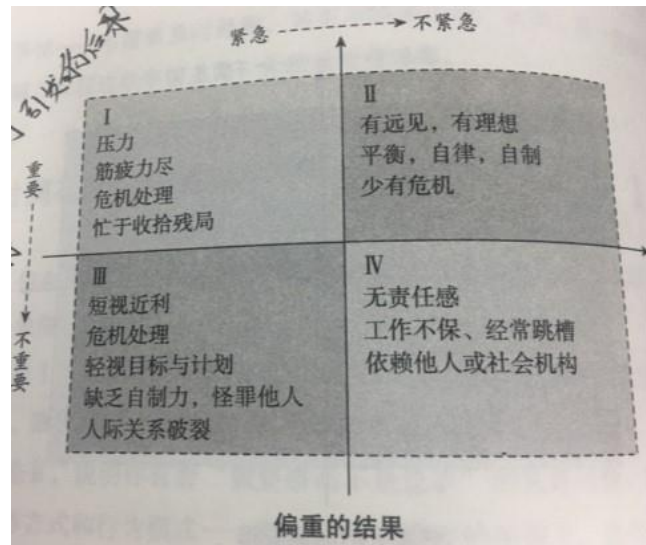 引发的后果
紧急 不紧急
重要
不重要
Ⅰ
压力
筋疲力尽
危机处理
忙于收拾残局
Ⅱ
有远见，有理想
平衡，自律，自制
少有危机
Ⅲ
短视近利
危机处理
轻视目标与计划
缺乏自制力，怪罪他人
人际关系破裂
Ⅳ
无责任感
工作不保、经常跳槽
依赖他人或社会机构
偏重的结果